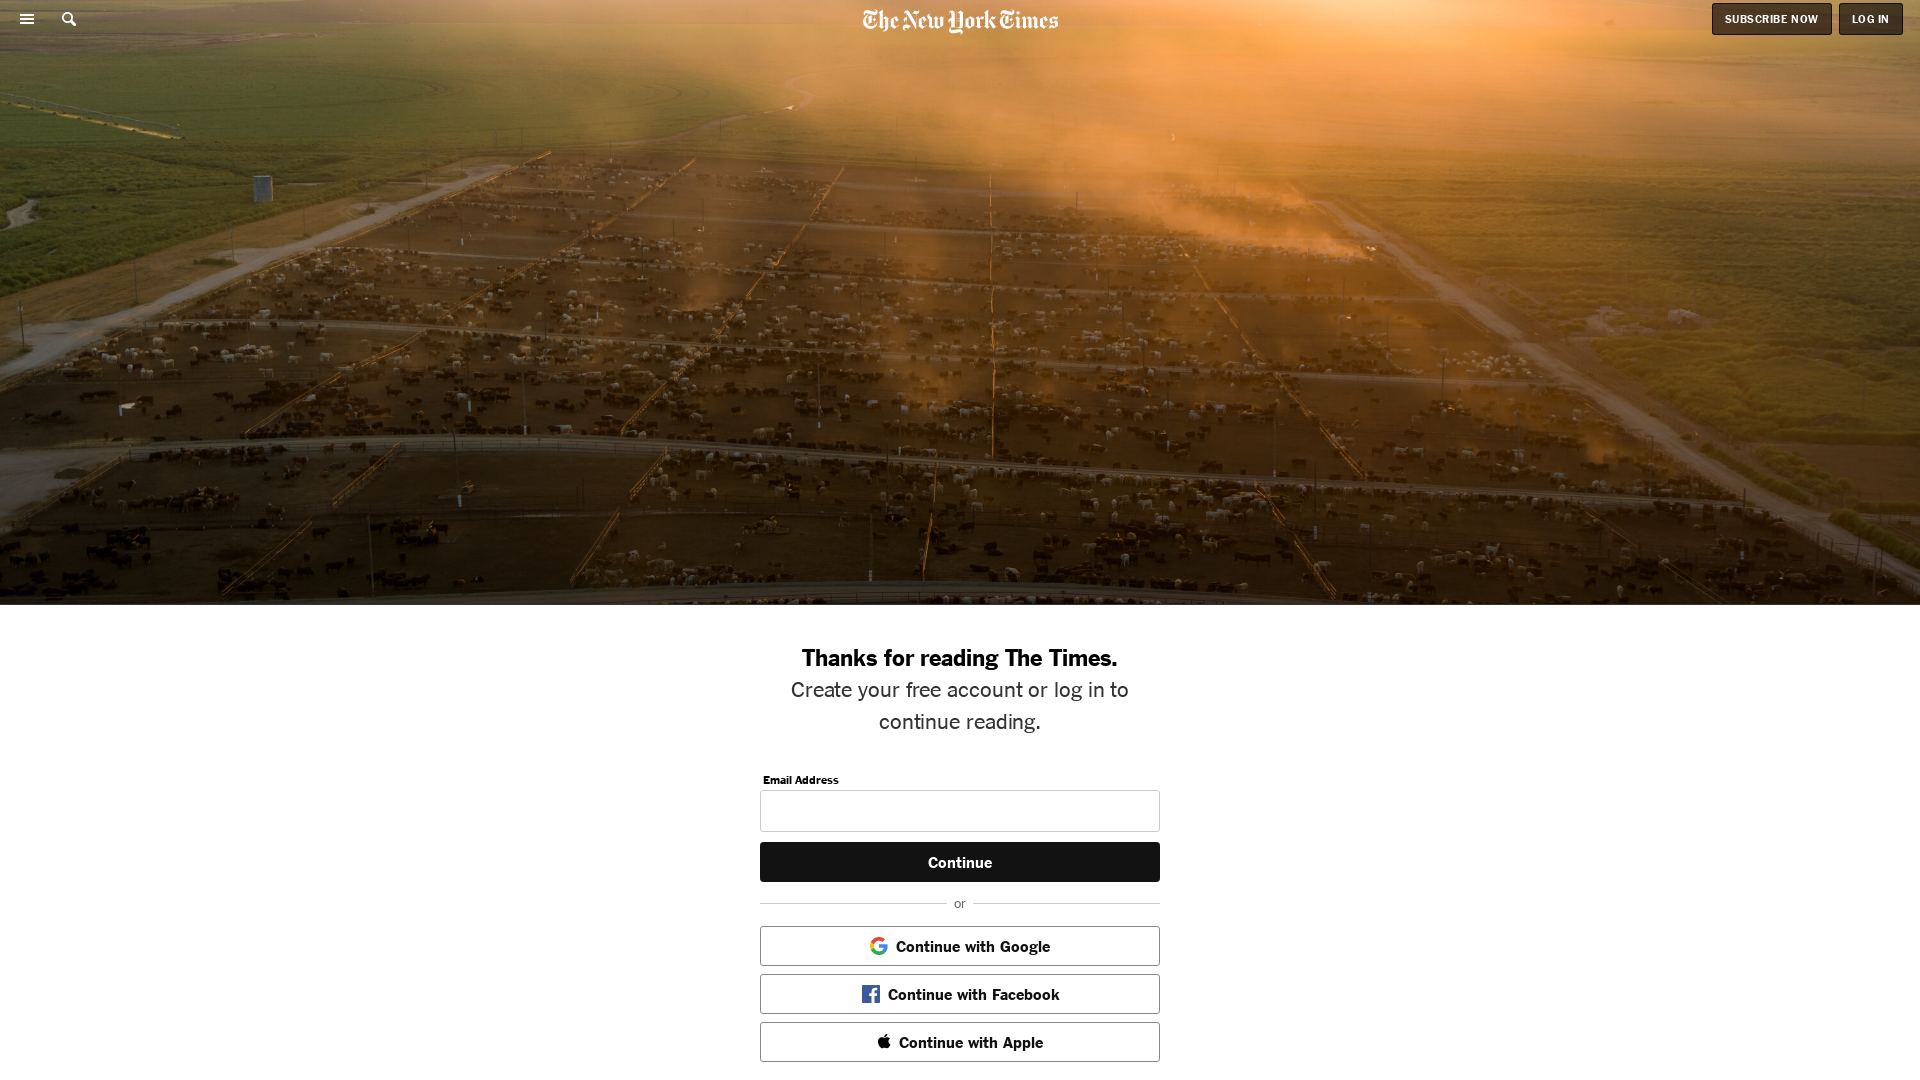 The New York Times
SUBSCRIBE NOW
LOG IN
Thanks for reading The Times.
Create your free account or log in to
continue reading.
Email Address
Continue
or
Continue with Google
Continue with Facebook
Continue with Apple